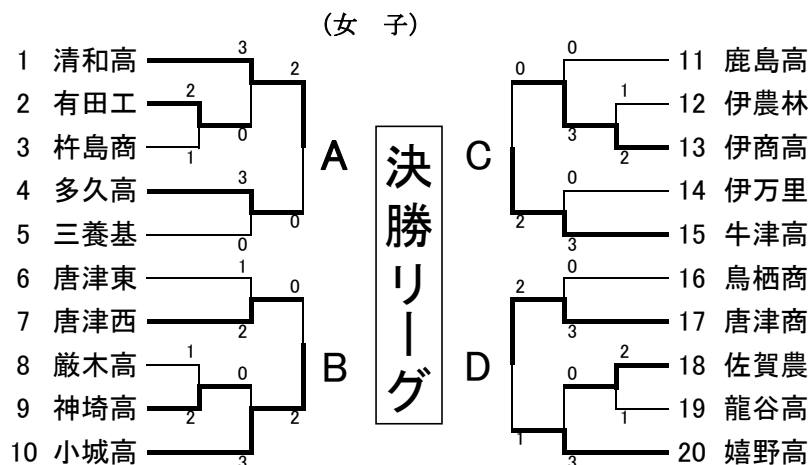 (女 子)
1 清和高
2 有田工
3 杵島商
4 多久高
5 三養基
6 唐津東
7 唐津西
8 厳木高
9 神埼高
10 小城高
3
2
2
0
1
3
0
0
1
0
2
1
0
2
2
3
A
B
決勝リーグ
C
D
0
0
1
3
2
0
2
3
0
2
3
2
0
1
1
3
11 鹿島高
12 伊農林
13 伊商高
14 伊万里
15 牛津高
16 鳥栖商
17 唐津商
18 佐賀農
19 龍谷高
20 嬉野高